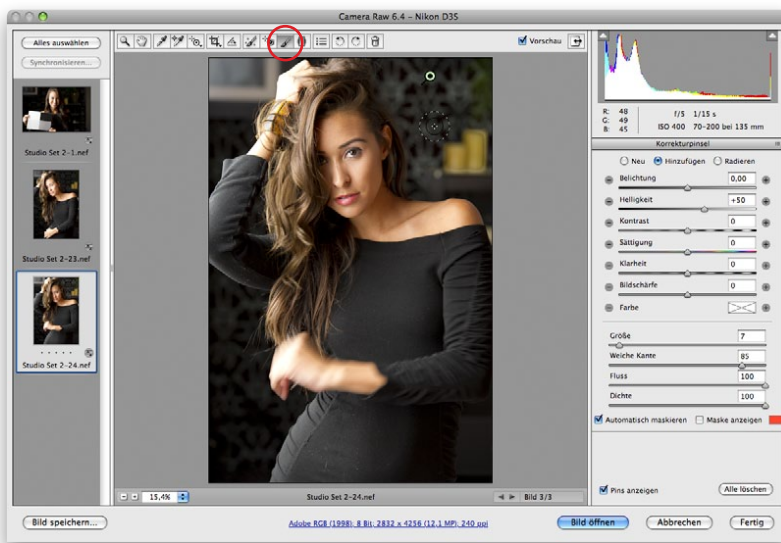 Camera Raw 6.4 – Nikon D3S
Alles auswählen
Synchronisieren...
Vorschau
Studio Set 2-1.nef
Studio Set 2-23.nef
Studio Set 2-24.nef
R: 48
G: 49
B: 45
f/5 1/15 s
ISO 400 70-200 bei 135 mm
Korrekturpinsel
Neu Hinzufügen Radieren
Belichtung 0,00
Helligkeit +50
Kontrast 0
Sättigung 0
Klarheit 0
Bildschärfe 0
Farbe
Größe 7
Weiche Kante 85
Fluss 100
Dichte 100
Automatisch maskieren Maske anzeigen
Pins anzeigen Alle löschen
15,4% Studio Set 2-24.nef Bild 3/3
Bild speichern... Adobe RGB (1998); 8 Bit; 2832 x 4256 (12,1 MP); 240 ppi Bild öffnen Abbrechen Fertig